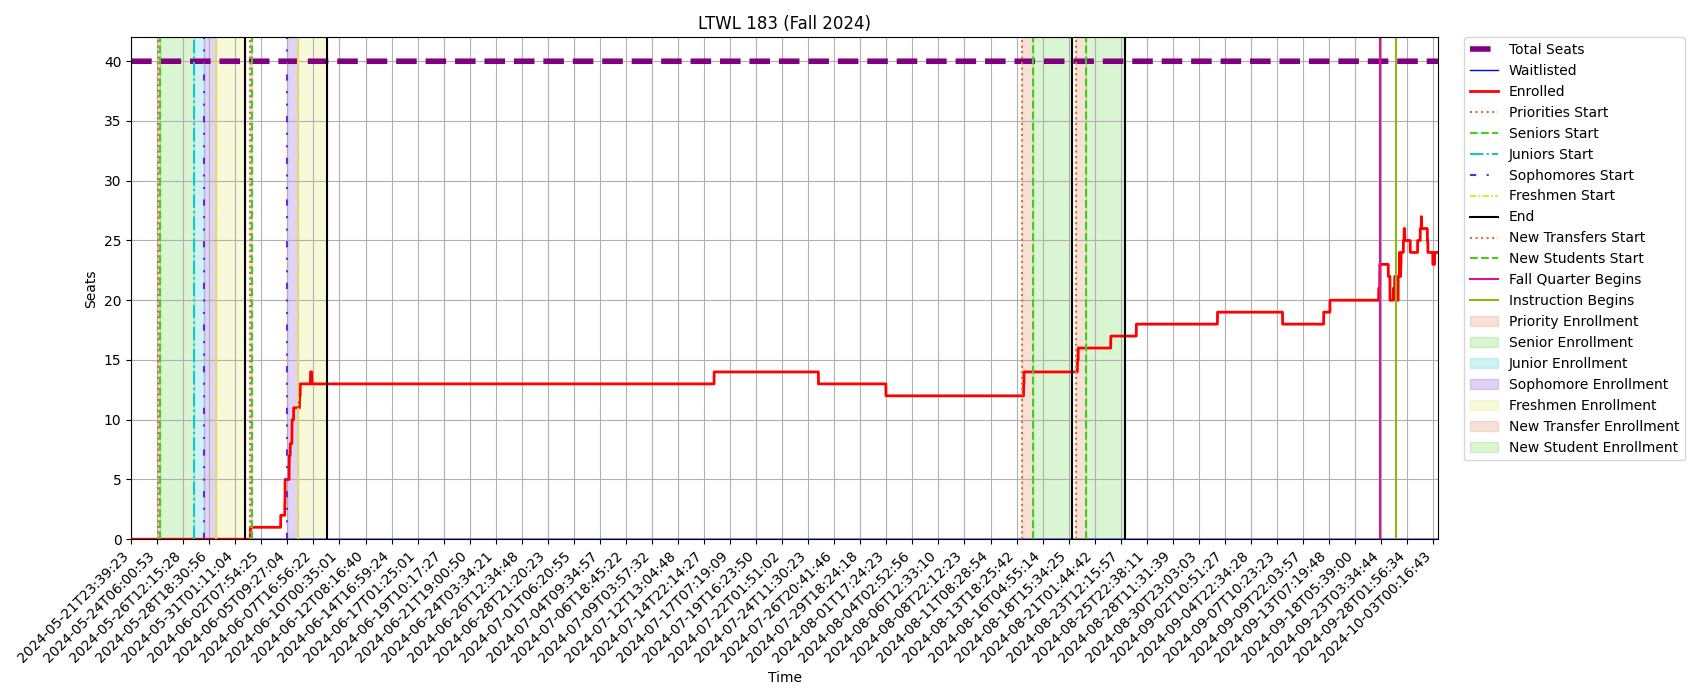 LTWL 183 (Fall 2024)
Seats
40
35
30
25
20
15
10
5
0
2024-05-21T23:39:23
2024-05-24T06:00:53
2024-05-26T12:15:28
2024-05-28T18:30:56
2024-05-31T01:11:04
2024-06-02T07:54:25
2024-06-05T09:27:04
2024-06-07T16:56:22
2024-06-10T00:35:01
2024-06-12T08:16:40
2024-06-14T16:59:24
2024-06-17T01:25:01
2024-06-19T10:17:27
2024-06-21T19:00:50
2024-06-24T03:34:21
2024-06-26T12:34:48
2024-06-28T21:20:23
2024-07-01T06:20:55
2024-07-04T09:34:57
2024-07-06T18:45:22
2024-07-09T03:57:32
2024-07-12T13:04:48
2024-07-14T22:14:27
2024-07-17T07:19:09
2024-07-19T16:23:50
2024-07-22T01:51:02
2024-07-24T11:30:23
2024-07-26T20:41:46
2024-07-29T18:24:18
2024-08-01T17:24:23
2024-08-04T02:52:56
2024-08-06T12:33:10
2024-08-08T22:12:23
2024-08-11T08:28:54
2024-08-13T18:25:42
2024-08-16T04:55:14
2024-08-18T15:34:25
2024-08-21T01:44:42
2024-08-23T12:15:57
2024-08-25T22:38:11
2024-08-28T11:31:39
2024-08-30T23:03:03
2024-09-02T10:51:27
2024-09-04T22:34:28
2024-09-07T10:23:23
2024-09-09T22:03:57
2024-09-13T07:19:48
2024-09-18T05:39:00
2024-09-23T03:34:44
2024-09-28T01:56:34
2024-10-03T00:16:43
Time
Total Seats
Waitlisted
Enrolled
Priorities Start
Seniors Start
Juniors Start
Sophomores Start
Freshmen Start
End
New Transfers Start
New Students Start
Fall Quarter Begins
Instruction Begins
Priority Enrollment
Senior Enrollment
Junior Enrollment
Sophomore Enrollment
Freshmen Enrollment
New Transfer Enrollment
New Student Enrollment